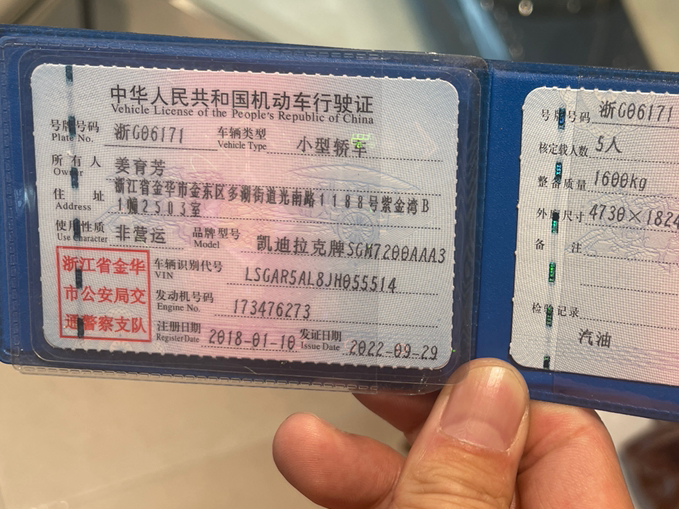 中华人民共和国机动车行驶证
Vehicle License of the People's Republic of China
号牌号码 浙G06171 车辆类型 小型轿车
Plate No. Vehicle Type
所有人 姜育芳
Owner
住址 浙江省金华市金东区多湖街道光南路1188号紫金湾B
Address 1幢2503室
使用性质 非营运 品牌型号 凯迪拉克牌SGM7200AAA3
Use Character Model
浙江省金华
市公安局交
通警察支队
车辆识别代号 LSGAR5AL8JH055514
VIN
发动机号码 173476273
Engine No.
注册日期 2018-01-10 发证日期 2022-09-29
Register Date Issue Date
号牌号码 浙G06171
核定载人数 5人
整备质量 1600kg
外廓尺寸 4730×1824
备注
检验记录
汽油